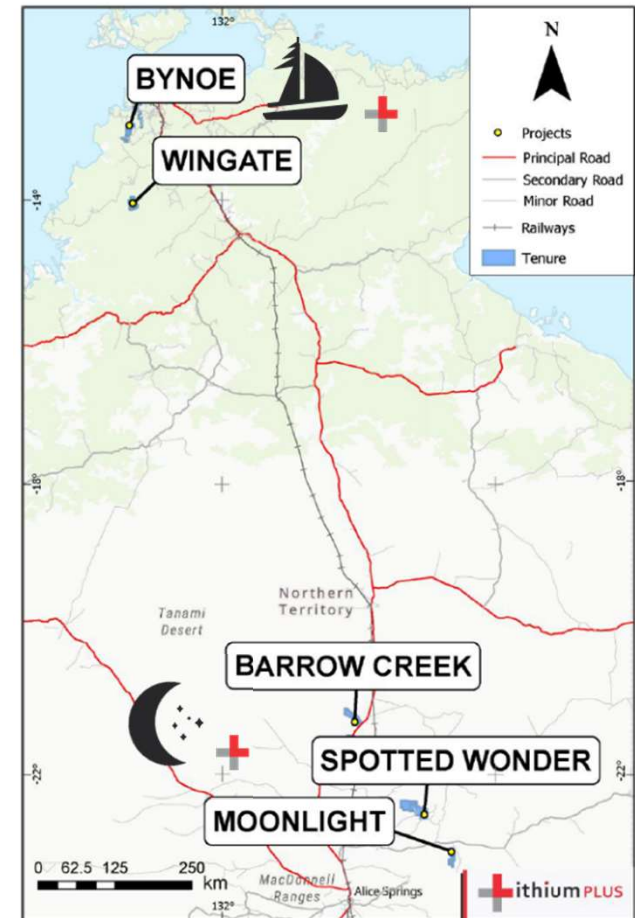 132°
BYNOE
WINGATE
N
Projects
Principal Road
Secondary Road
Minor Road
Railways
Tenure
-14°
-18°
-18°
Northern
Territory
Tanami
Desert
BARROW CREEK
SPOTTED WONDER
-22°
-22°
MOONLIGHT
0 62.5 125 250
km
MacDonnell
Ranges
Alice Springs
132°
ithium PLUS